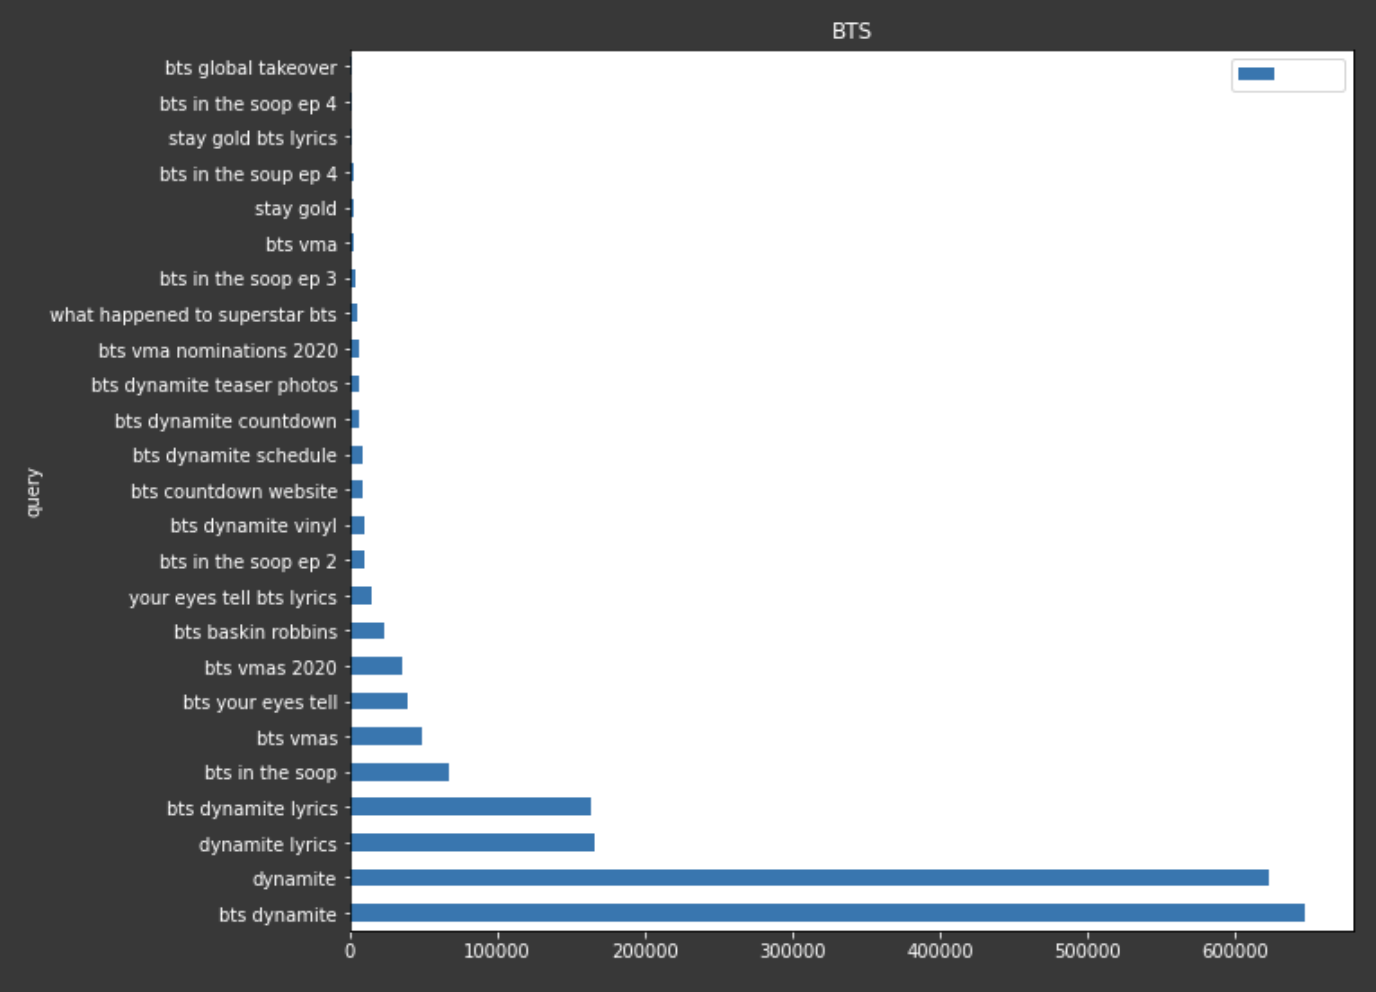 BTS
query
bts global takeover
bts in the soop ep 4
stay gold bts lyrics
bts in the soup ep 4
stay gold
bts vma
bts in the soop ep 3
what happened to superstar bts
bts vma nominations 2020
bts dynamite teaser photos
bts dynamite countdown
bts dynamite schedule
bts countdown website
bts dynamite vinyl
bts in the soop ep 2
your eyes tell bts lyrics
bts baskin robbins
bts vmas 2020
bts your eyes tell
bts vmas
bts in the soop
bts dynamite lyrics
dynamite lyrics
dynamite
bts dynamite
0 100000 200000 300000 400000 500000 600000